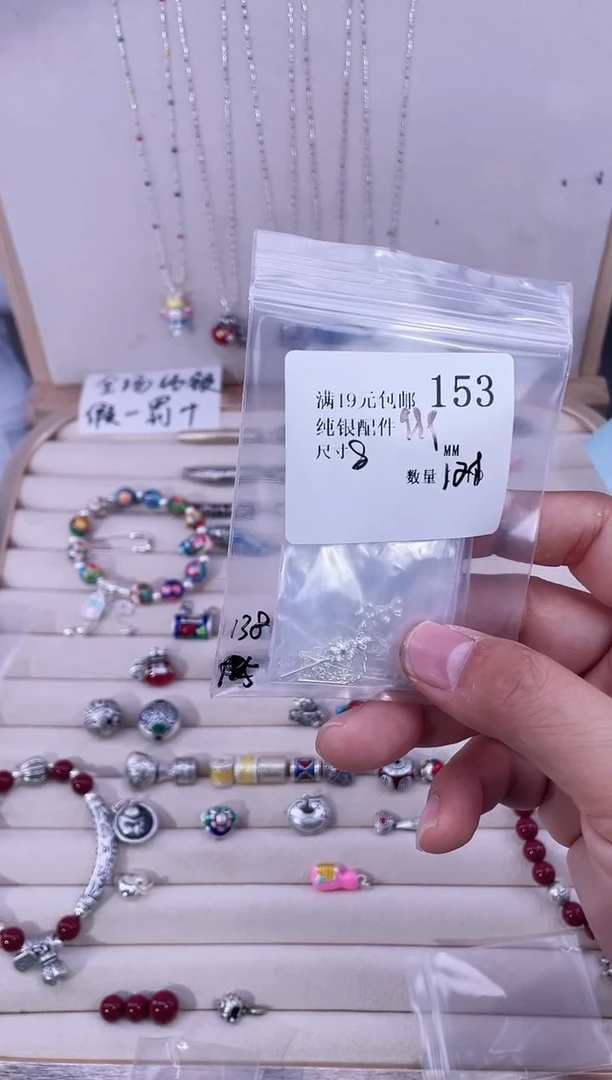 全场纯银
假一罚十
满19元包邮 153
纯银配件 925
尺寸8 MM
数量
138